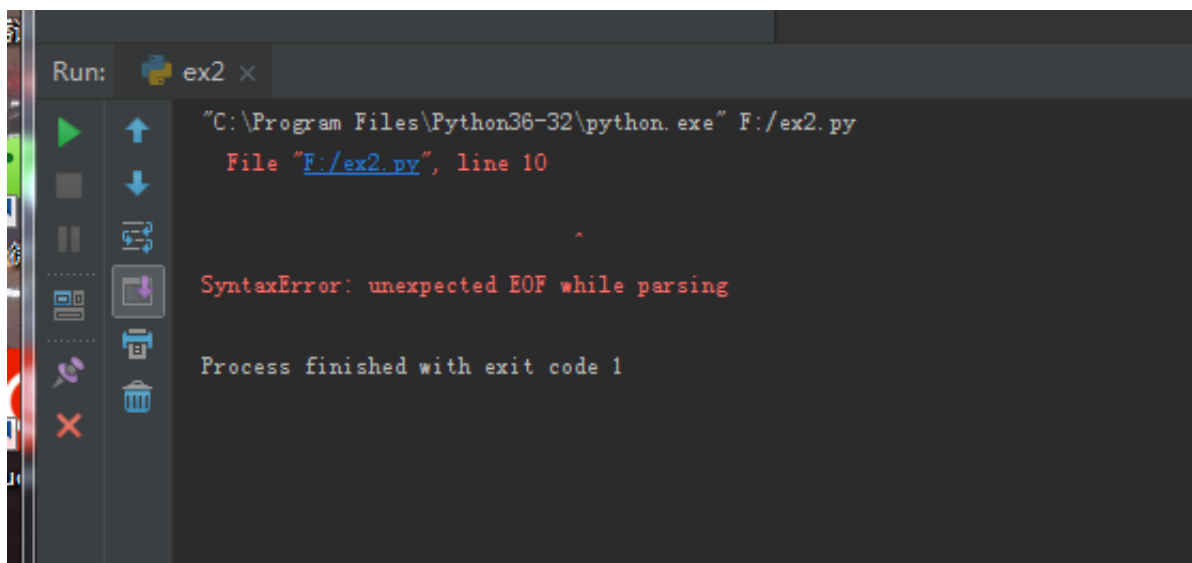 Run: ex2
"C:\Program Files\Python36-32\python.exe" F:/ex2.py
File "F:/ex2.py", line 10
^
SyntaxError: unexpected EOF while parsing
Process finished with exit code 1